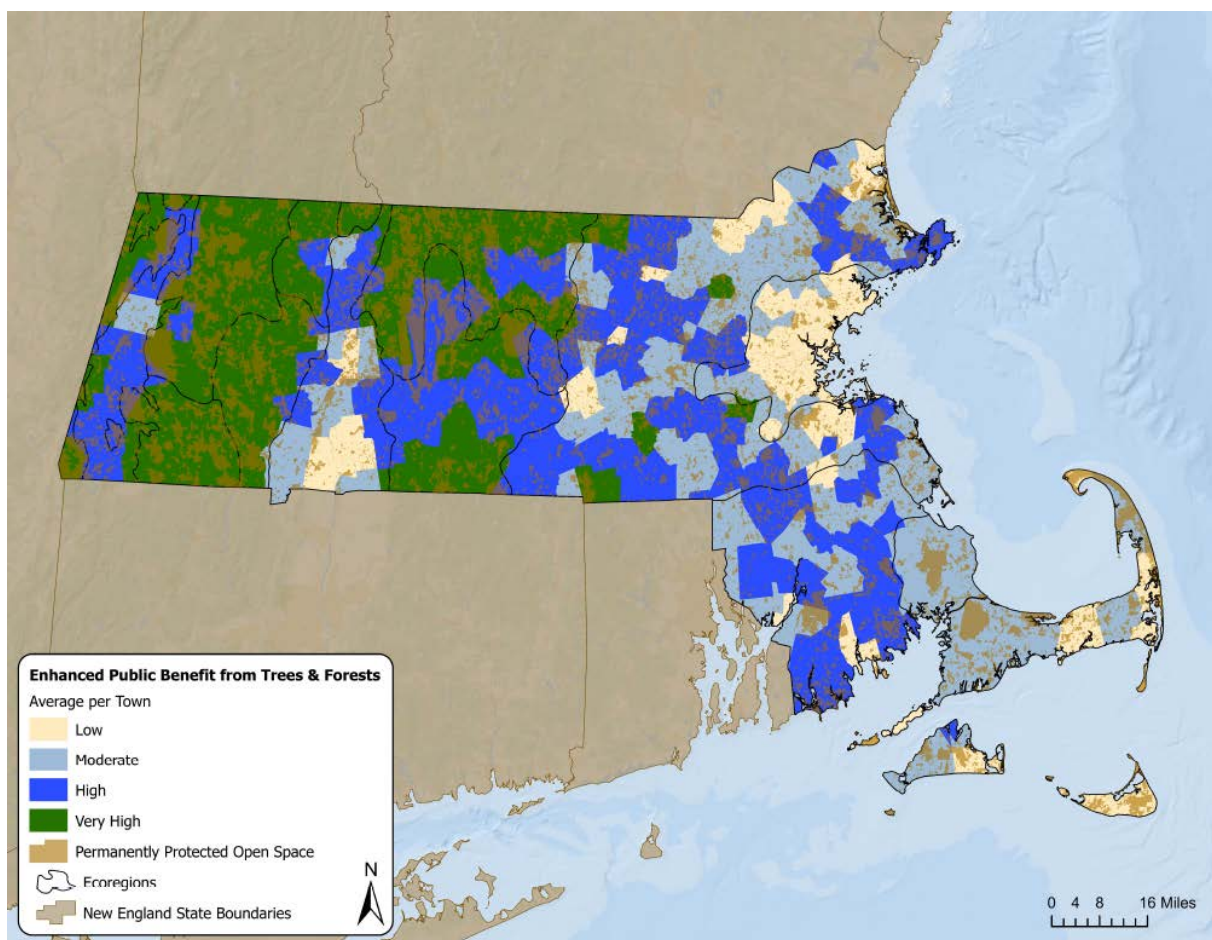 Enhanced Public Benefit from Trees & Forests
Average per Town
Low
Moderate
High
Very High
Permanently Protected Open Space
Ecoregions
New England State Boundaries
N
0 4 8 16 Miles